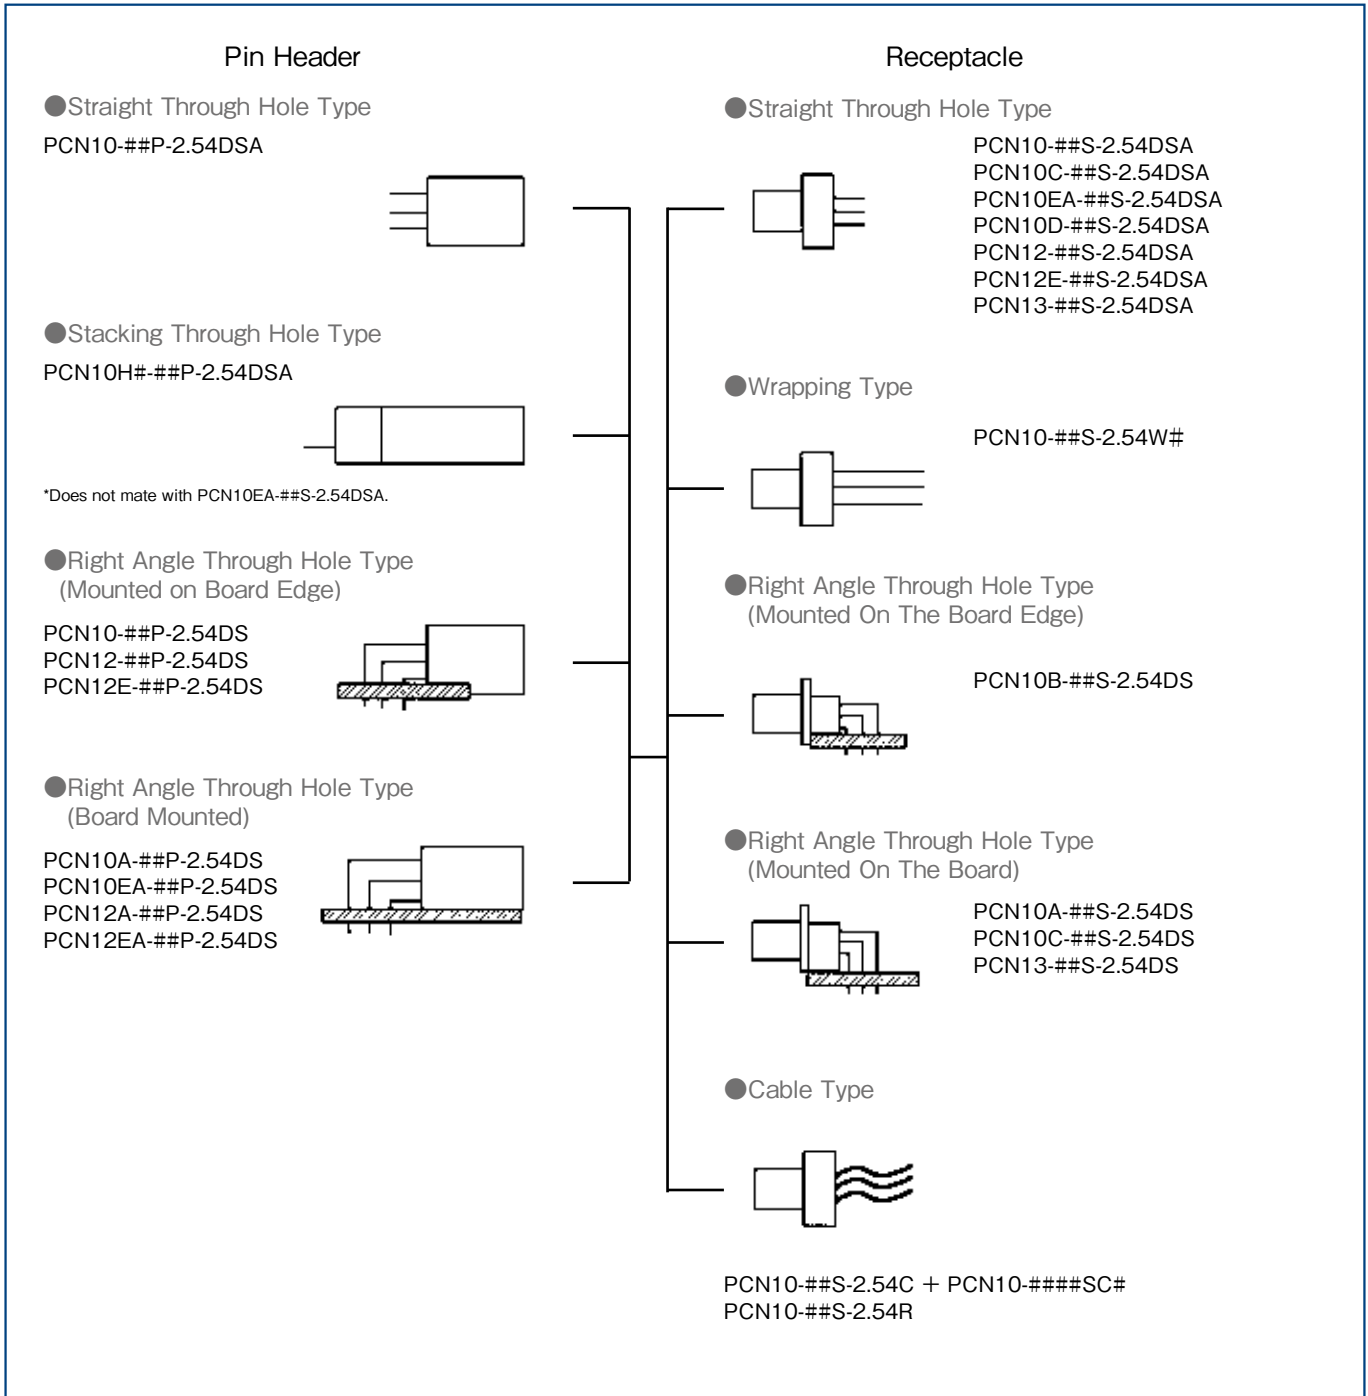 Pin Header
●Straight Through Hole Type
PCN10-##P-2.54DSA
●Stacking Through Hole Type
PCN10H#-##P-2.54DSA
*Does not mate with PCN10EA-##S-2.54DSA.
●Right Angle Through Hole Type
(Mounted on Board Edge)
PCN10-##P-2.54DS
PCN12-##P-2.54DS
PCN12E-##P-2.54DS
●Right Angle Through Hole Type
(Board Mounted)
PCN10A-##P-2.54DS
PCN10EA-##P-2.54DS
PCN12A-##P-2.54DS
PCN12EA-##P-2.54DS
Receptacle
●Straight Through Hole Type
PCN10-##S-2.54DSA
PCN10C-##S-2.54DSA
PCN10EA-##S-2.54DSA
PCN10D-##S-2.54DSA
PCN12-##S-2.54DSA
PCN12E-##S-2.54DSA
PCN13-##S-2.54DSA
●Wrapping Type
PCN10-##S-2.54W#
●Right Angle Through Hole Type
(Mounted On The Board Edge)
PCN10B-##S-2.54DS
●Right Angle Through Hole Type
(Mounted On The Board)
PCN10A-##S-2.54DS
PCN10C-##S-2.54DS
PCN13-##S-2.54DS
●Cable Type
PCN10-##S-2.54C + PCN10-####SC#
PCN10-##S-2.54R